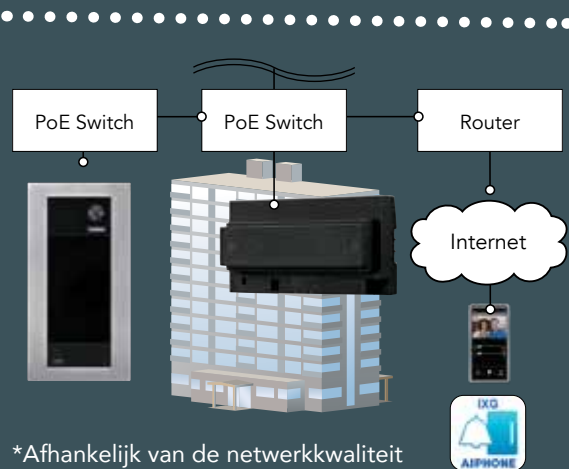 PoE Switch
PoE Switch
Router
Internet
IXG
AIPHONE
*Afhankelijk van de netwerkkwaliteit